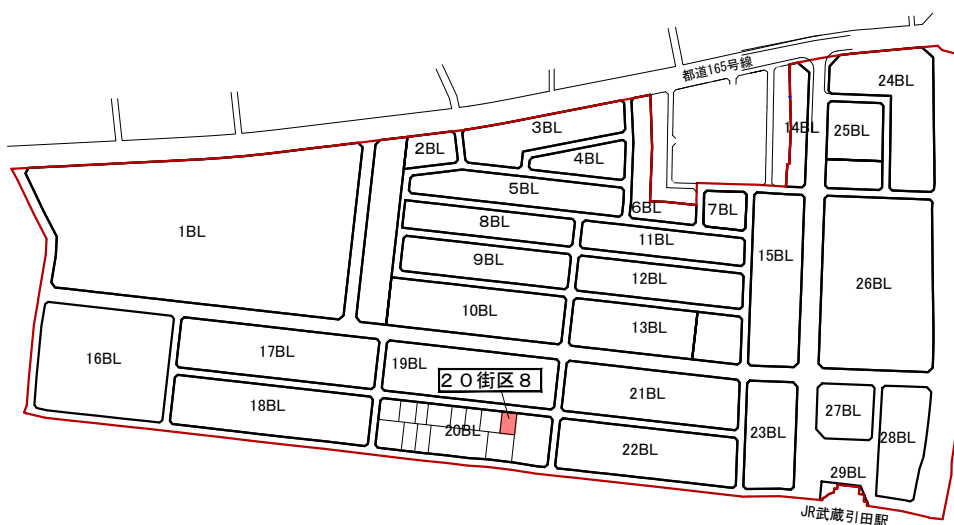 都道165号線
24BL
3BL
14BL
25BL
2BL
4BL
5BL
6BL
7BL
8BL
1BL
11BL
15BL
9BL
12BL
26BL
10BL
13BL
16BL
17BL
19BL
２０街区８
21BL
18BL
20BL
27BL
23BL
28BL
22BL
29BL
JR武蔵引田駅